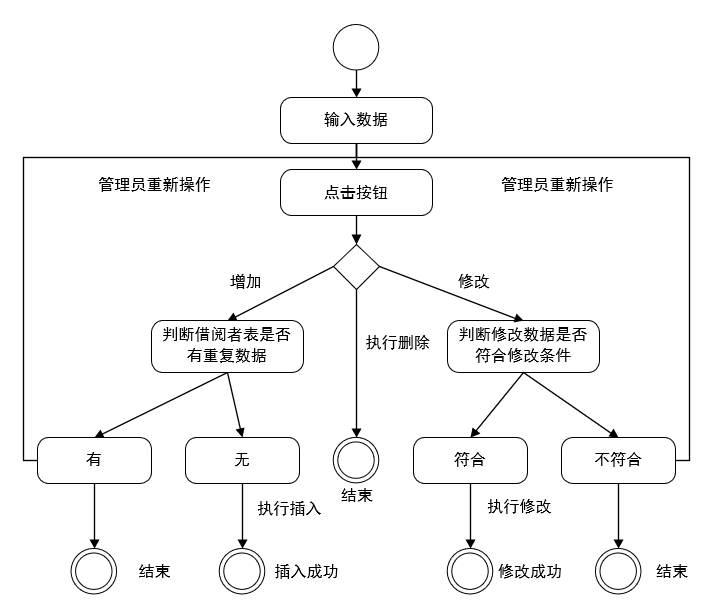 输入数据
管理员重新操作
点击按钮
管理员重新操作
增加
修改
判断借阅者表是否
有重复数据
执行删除
判断修改数据是否
符合修改条件
有
无
符合
不符合
结束
执行插入
执行修改
结束
插入成功
修改成功
结束